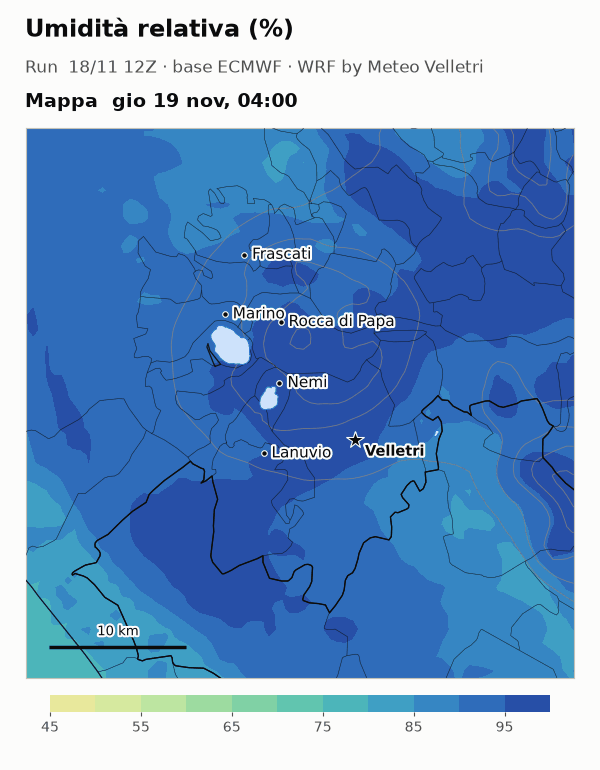 Umidità relativa (%)
Run  18/11 12Z · base ECMWF · WRF by Meteo Velletri
Mappa  gio 19 nov, 04:00
Frascati
Marino
Rocca di Papa
Nemi
Velletri
Lanuvio
10 km
45 55 65 75 85 95